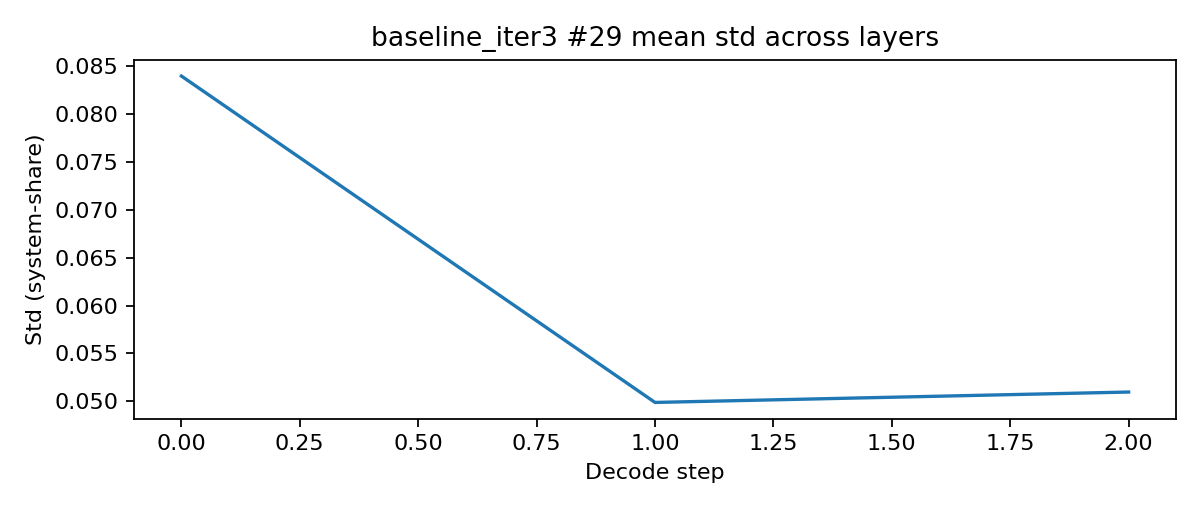 baseline_iter3 #29 mean std across layers
Std (system-share)
0.085
0.080
0.075
0.070
0.065
0.060
0.055
0.050
0.00 0.25 0.50 0.75 1.00 1.25 1.50 1.75 2.00
Decode step